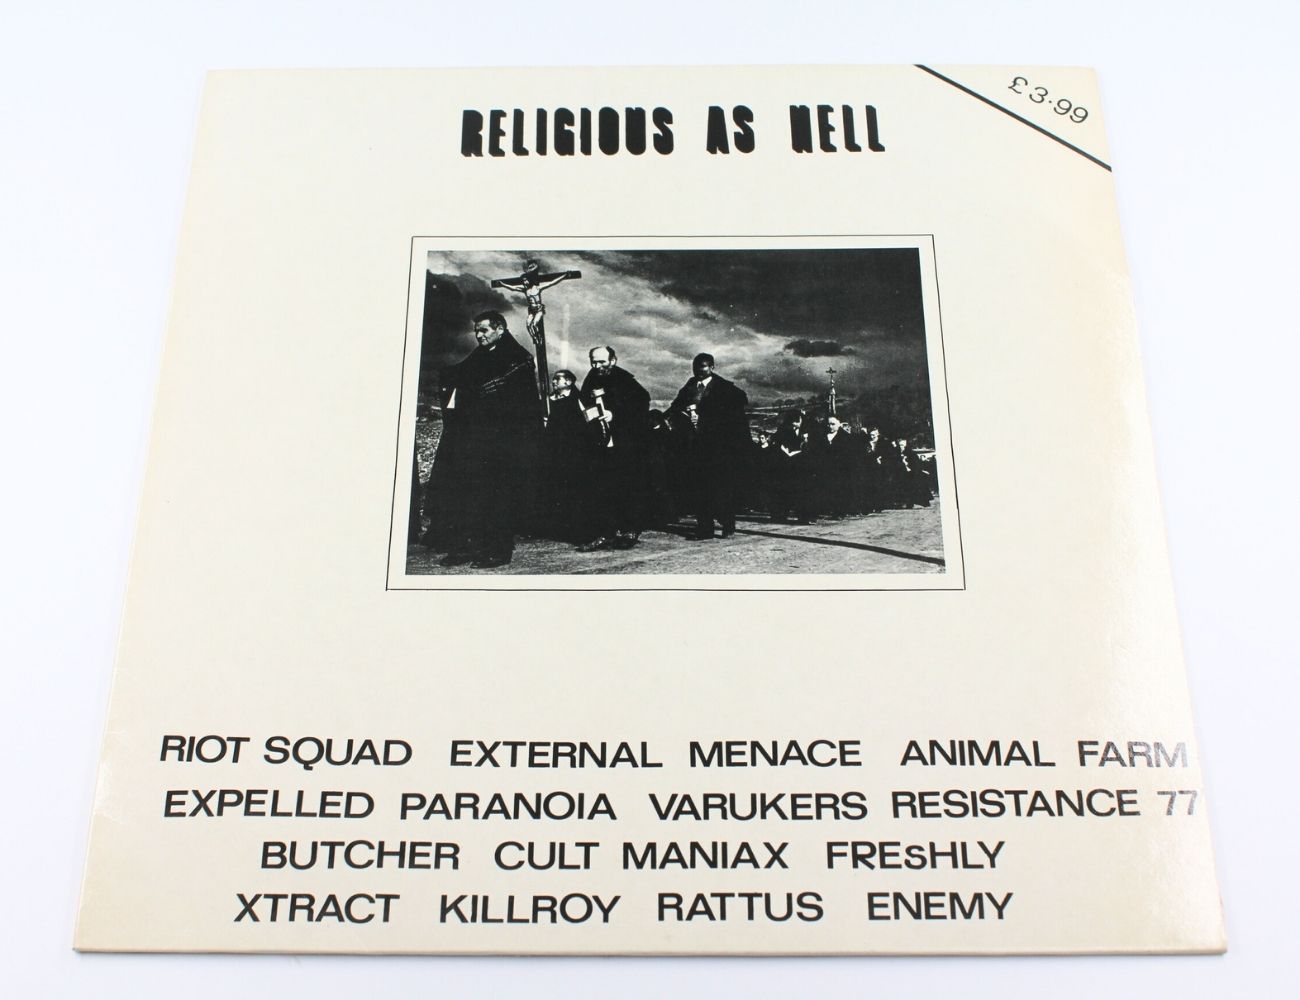 RELIGIOUS AS HELL
£3.99
RIOT SQUAD EXTERNAL MENACE ANIMAL FARM
EXPELLED PARANOIA VARUKERS RESISTANCE 77
BUTCHER CULT MANIAX FREsHLY
XTRACT KILLROY RATTUS ENEMY